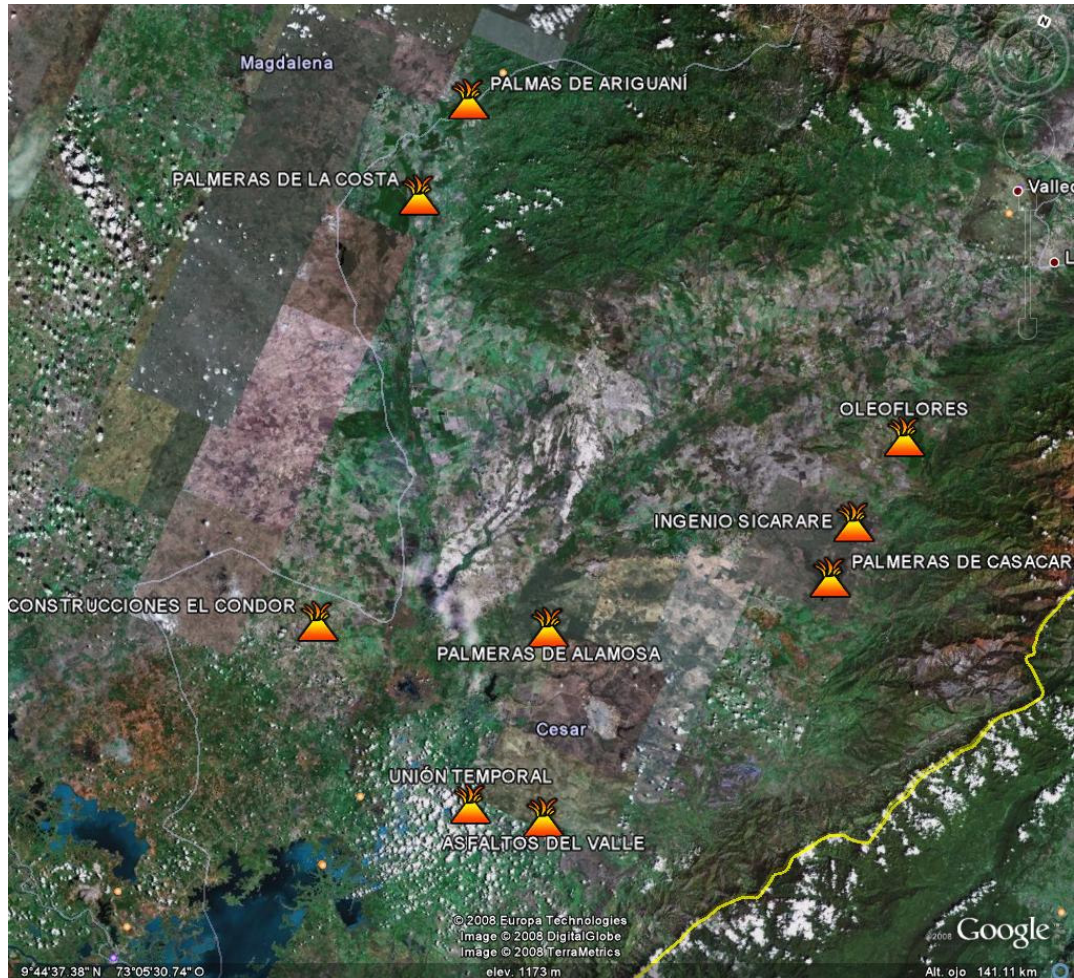 N
Magdalena
PALMAS DE ARIGUANÍ
PALMERAS DE LA COSTA
Valled
L
OLEOFLORES
INGENIO SICARARE
PALMERAS DE CASACAR
CONSTRUCCIONES EL CONDOR
PALMERAS DE ALAMOSA
Cesar
UNIÓN TEMPORAL
ASFALTOS DEL VALLE
© 2008 Europa Technologies
Image © 2008 DigitalGlobe
Image © 2008 TerraMetrics
©2008 Google
9°44'37.38" N 73°05'30.74" O elev. 1173 m Alt. ojo 141.11 km